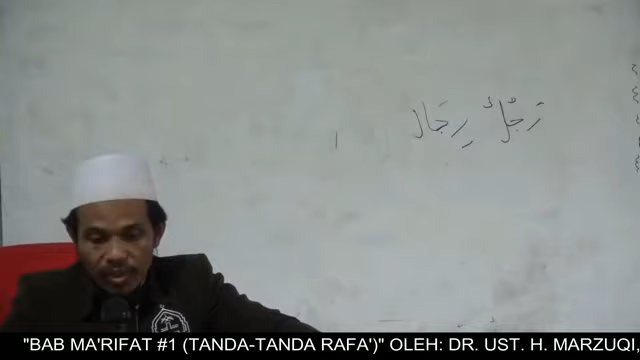 رَجُلٌ رِجَال
"BAB MA'RIFAT #1 (TANDA-TANDA RAFA')" OLEH: DR. UST. H. MARZUQI,